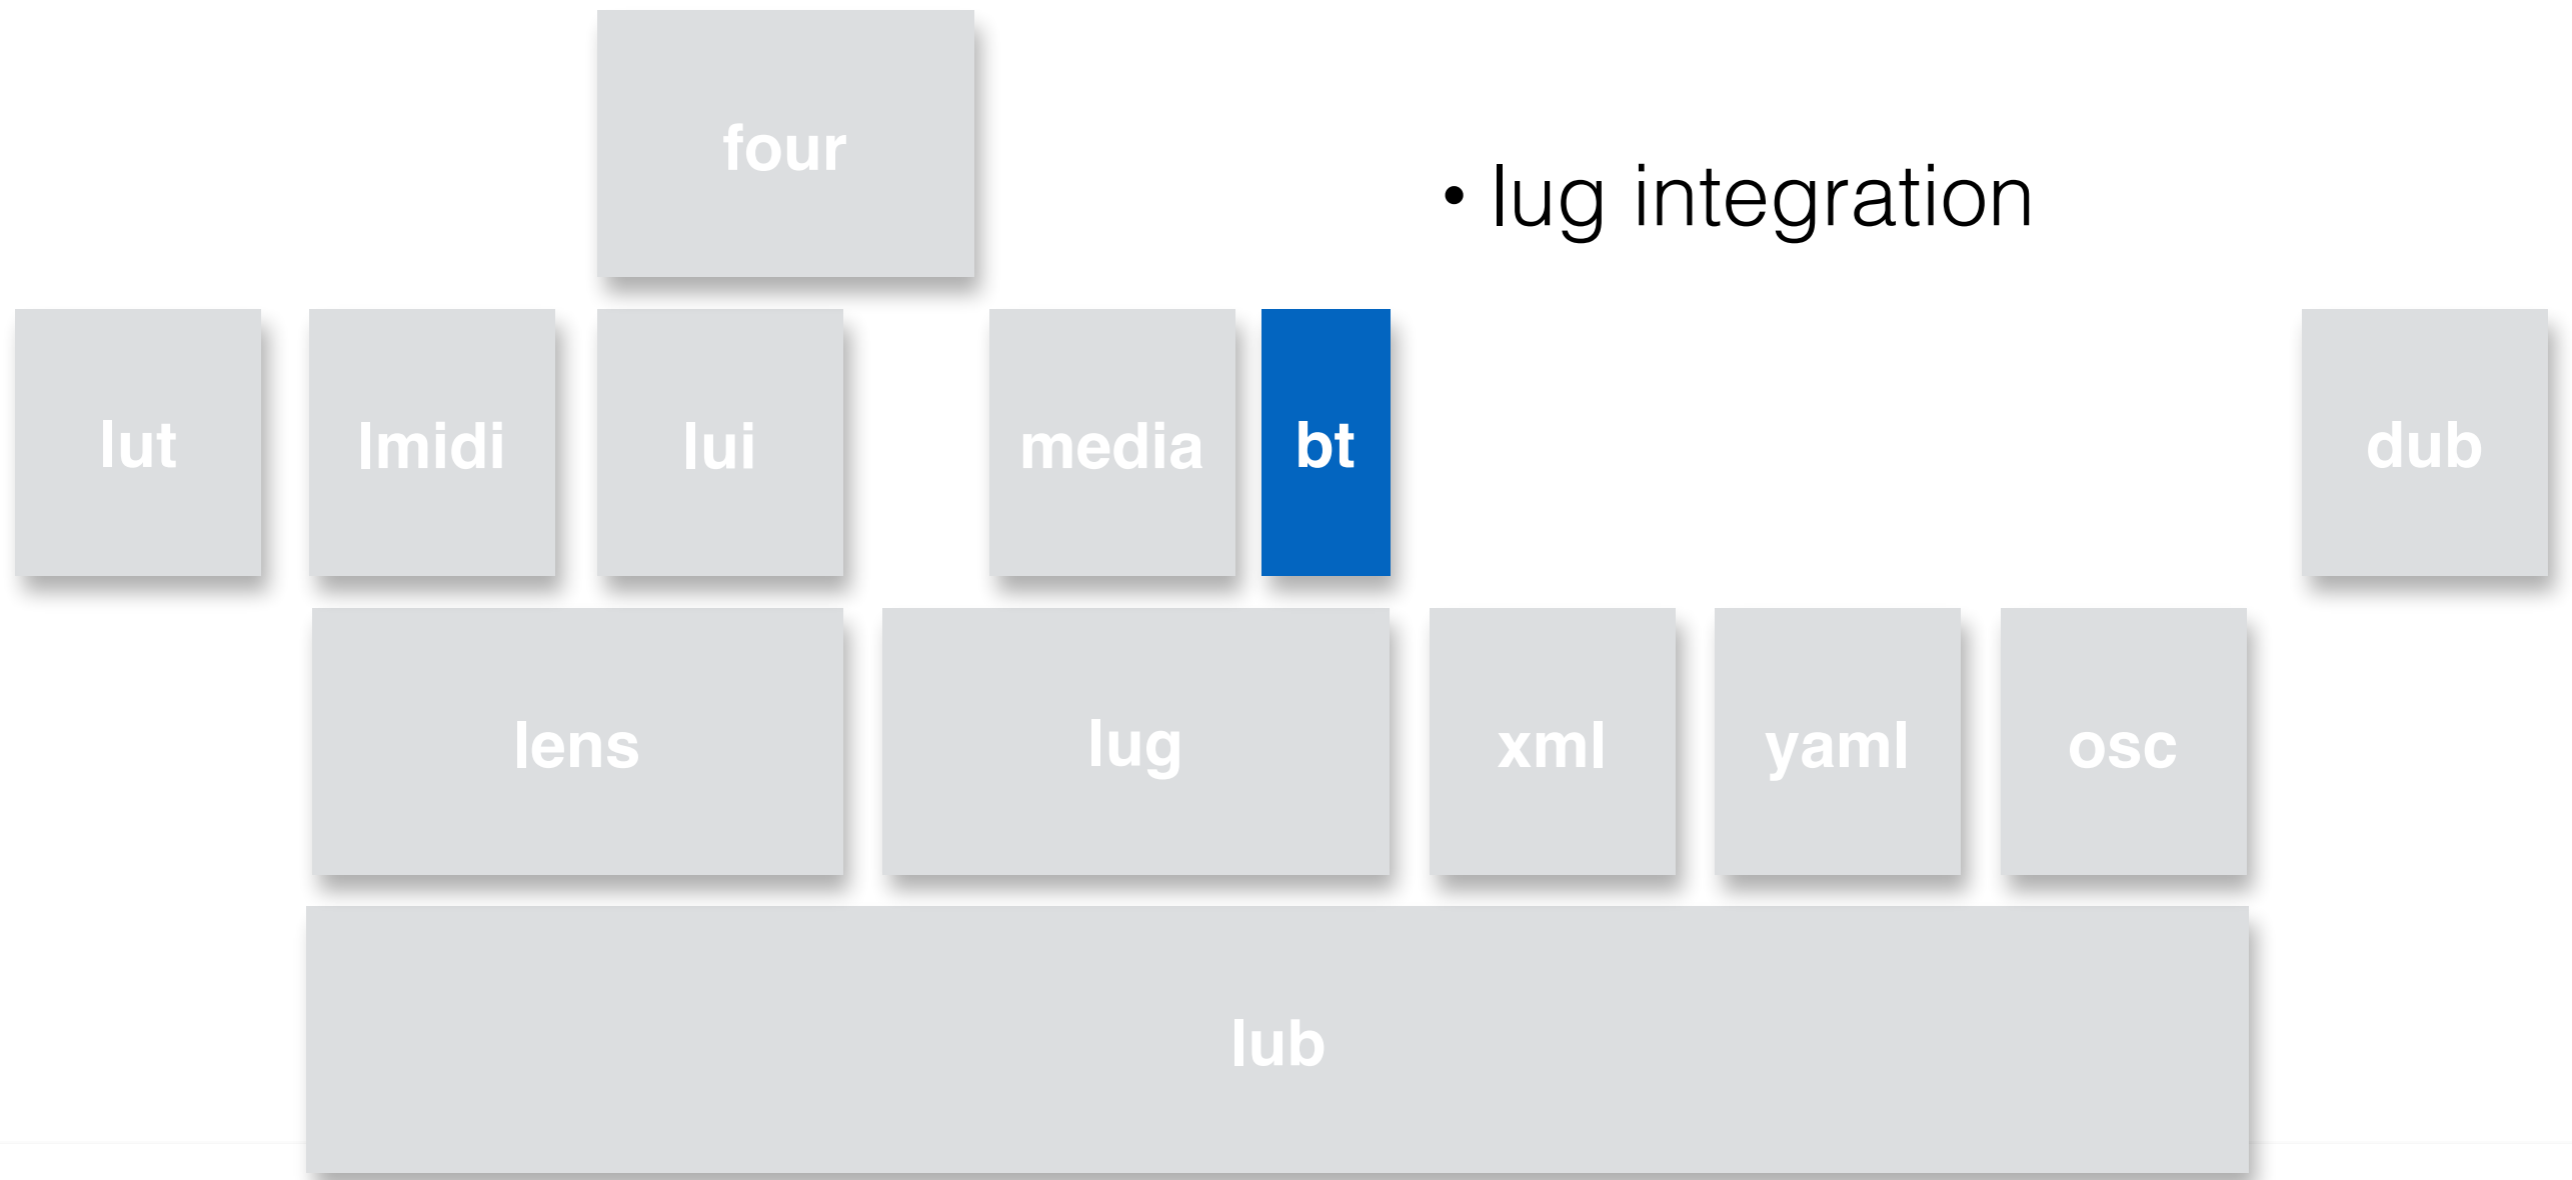 four
• lug integration
lut lmidi lui media bt dub
lens lug xml yaml osc
lub